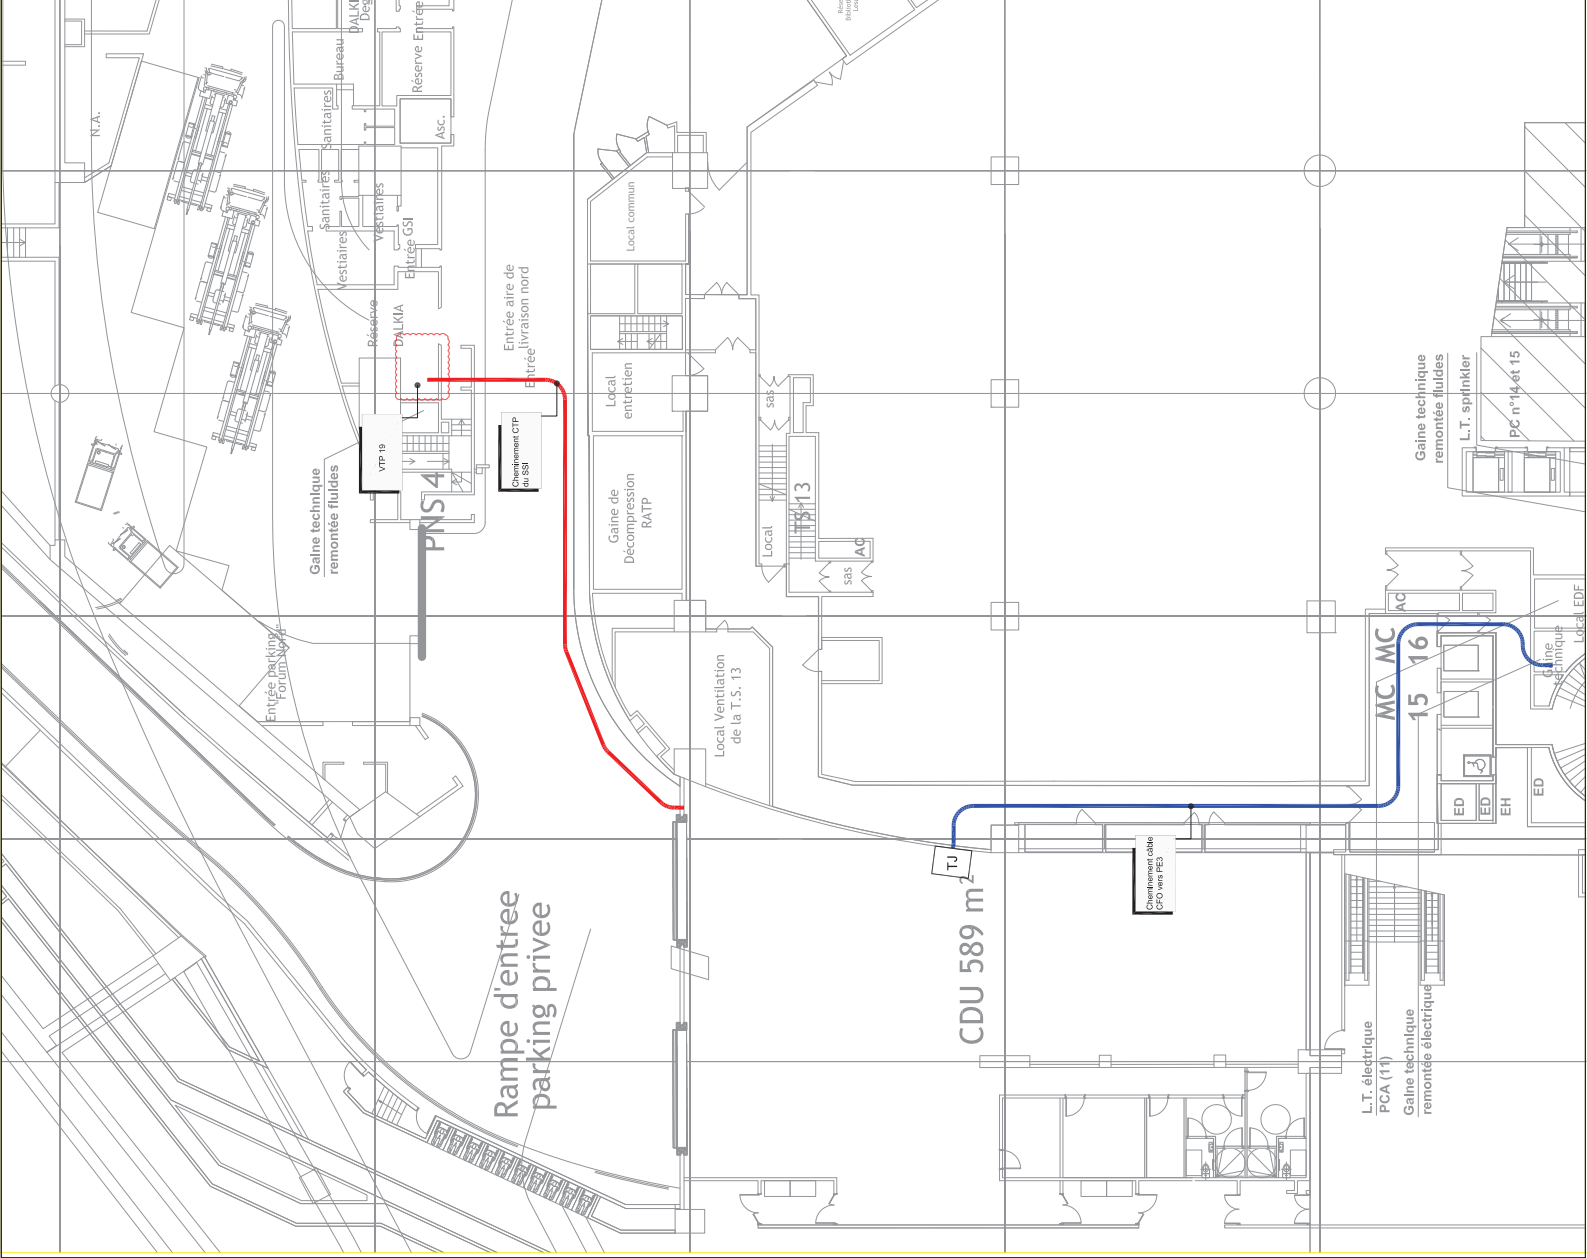 DALKI
Deg
Bureau
Réserve Entrée
Sanitaires
Asc.
N.A.
Sanitaires
Vestiaires
Vestiaires
Entrée GSI
Réserve
DALKIA
Entrée aire de
livraison nord
Entrée
Local commun
Local
entretien
Gaine de
Décompression
RATP
sas
Local
TS 13
AC
sas
VTP 19
Cheminement CTP
du SSI
Gaine technique
remontée fluides
PNS 4
Entrée parking
Forum Nord
Local Ventilation
de la T.S. 13
Gaine technique
remontée fluides
L.T. sprinkler
PC n°14 et 15
AC
MC
16
MC
15
Gaine
technique
Local EDF
ED
ED
EH
ED
TJ
CDU 589 m²
Cheminement câble
CFO vers PE3
Rampe d'entree
parking privee
L.T. électrique
PCA (11)
Gaine technique
remontée électrique